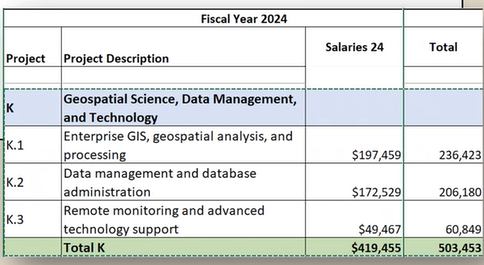 Fiscal Year 2024
Project Project Description Salaries 24 Total
K Geospatial Science, Data Management,
and Technology
K.1 Enterprise GIS, geospatial analysis, and
processing $197,459 236,423
K.2 Data management and database
administration $172,529 206,180
K.3 Remote monitoring and advanced
technology support $49,467 60,849
Total K $419,455 503,453